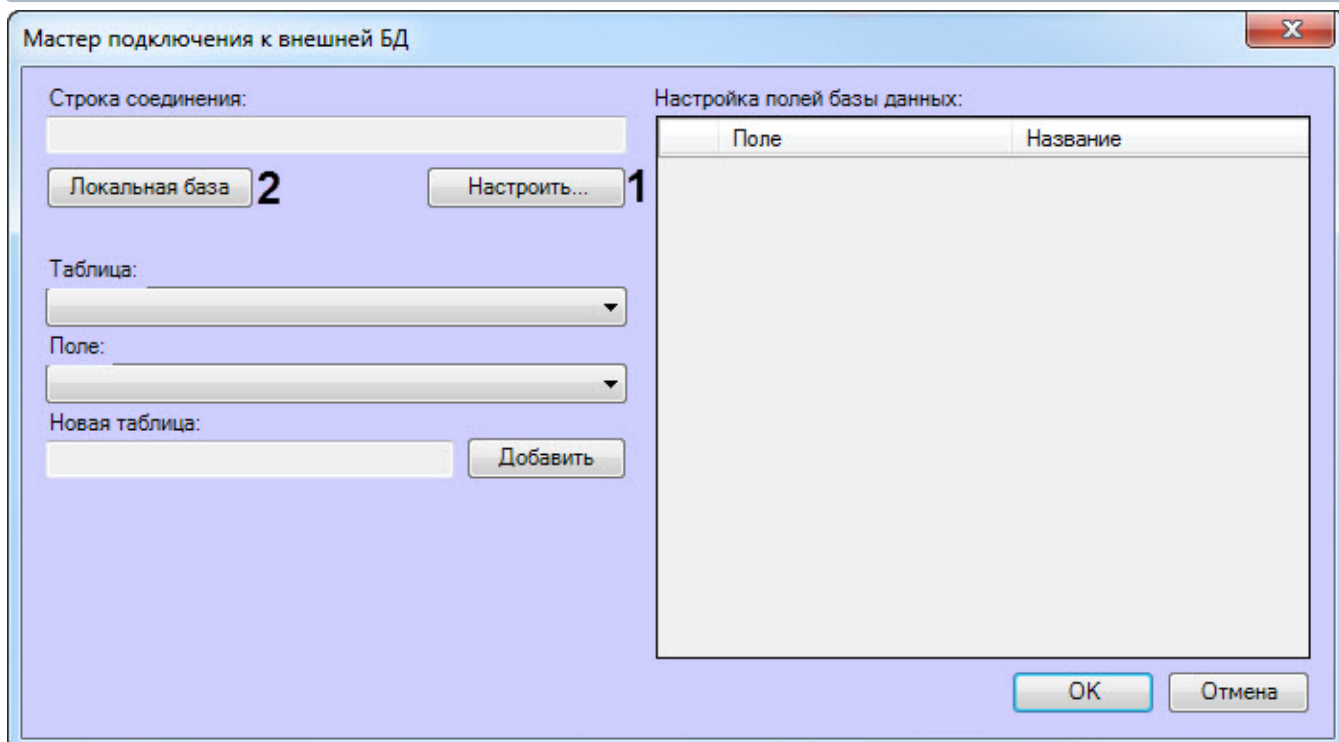 Мастер подключения к внешней БД
x
Строка соединения:
Локальная база 2 Настроить... 1
Таблица:
Поле:
Новая таблица:
Добавить
Настройка полей базы данных:
Поле Название
OK Отмена